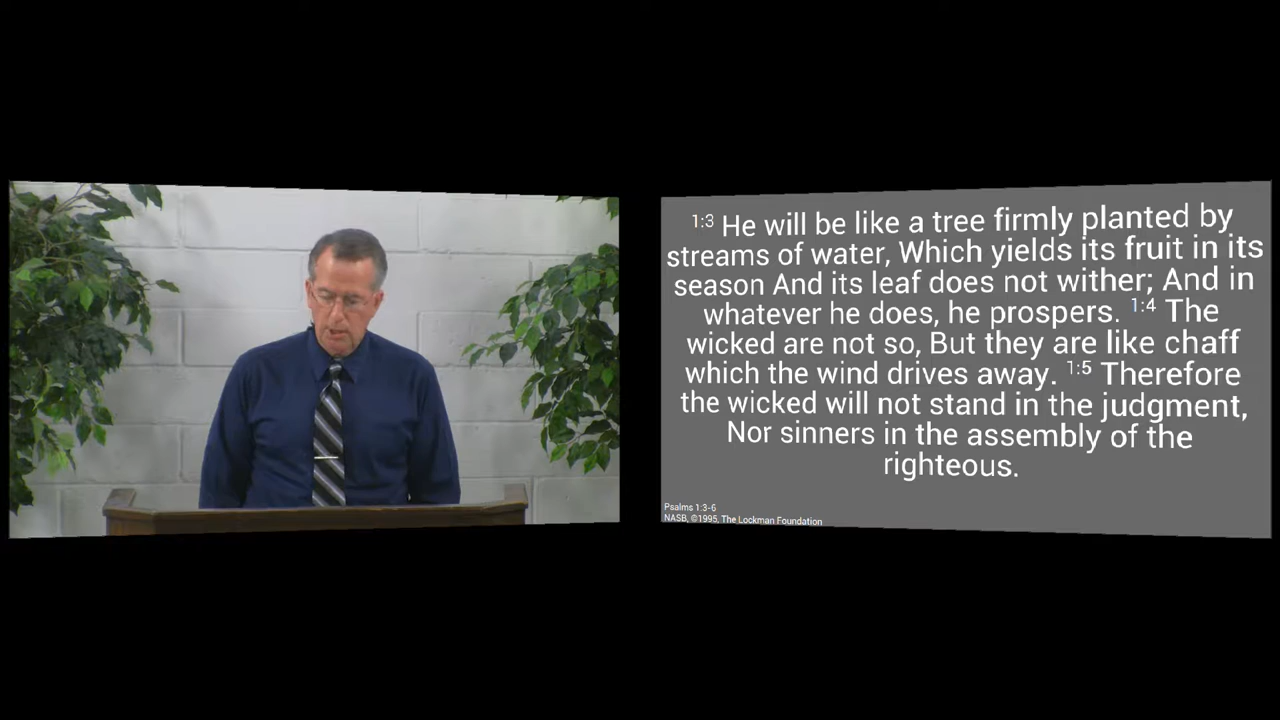 1:3 He will be like a tree firmly planted by
streams of water, Which yields its fruit in its
season And its leaf does not wither; And in
whatever he does, he prospers. 1:4 The
wicked are not so, But they are like chaff
which the wind drives away. 1:5 Therefore
the wicked will not stand in the judgment,
Nor sinners in the assembly of the
righteous.
Psalms 1:3-6
NASB, ©1995, The Lockman Foundation